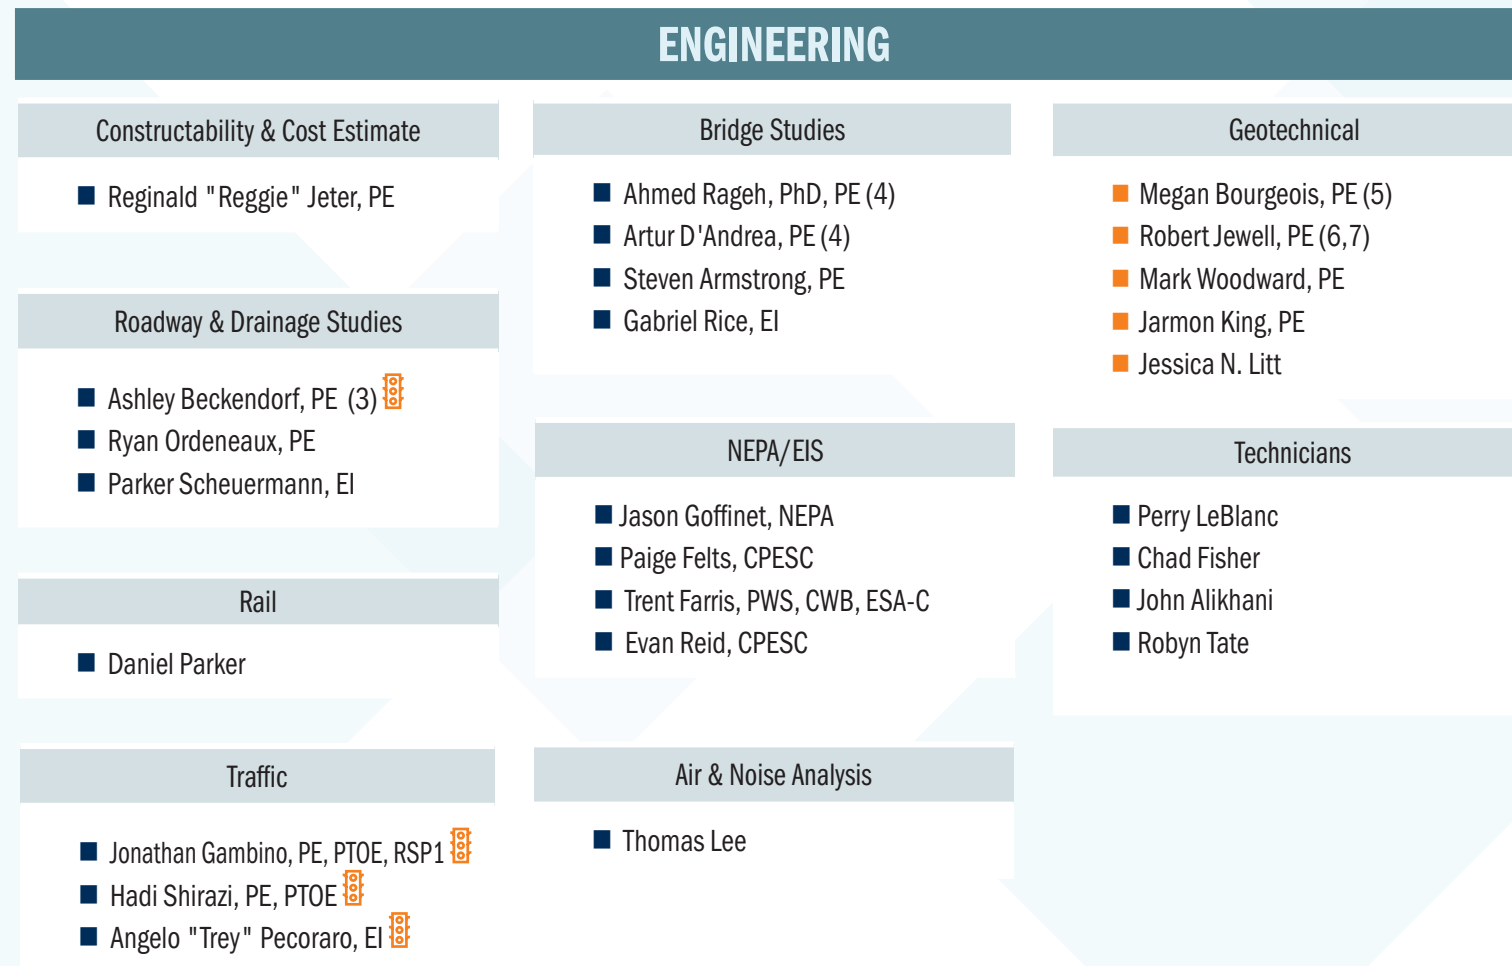 ENGINEERING
Constructability & Cost Estimate
Reginald "Reggie" Jeter, PE
Roadway & Drainage Studies
Ashley Beckendorf, PE (3)
Ryan Ordeneaux, PE
Parker Scheuermann, EI
Rail
Daniel Parker
Traffic
Jonathan Gambino, PE, PTOE, RSP1
Hadi Shirazi, PE, PTOE
Angelo "Trey" Pecoraro, EI
Bridge Studies
Ahmed Rageh, PhD, PE (4)
Artur D'Andrea, PE (4)
Steven Armstrong, PE
Gabriel Rice, EI
NEPA/EIS
Jason Goffinet, NEPA
Paige Felts, CPESC
Trent Farris, PWS, CWB, ESA-C
Evan Reid, CPESC
Air & Noise Analysis
Thomas Lee
Geotechnical
Megan Bourgeois, PE (5)
Robert Jewell, PE (6,7)
Mark Woodward, PE
Jarmon King, PE
Jessica N. Litt
Technicians
Perry LeBlanc
Chad Fisher
John Alikhani
Robyn Tate